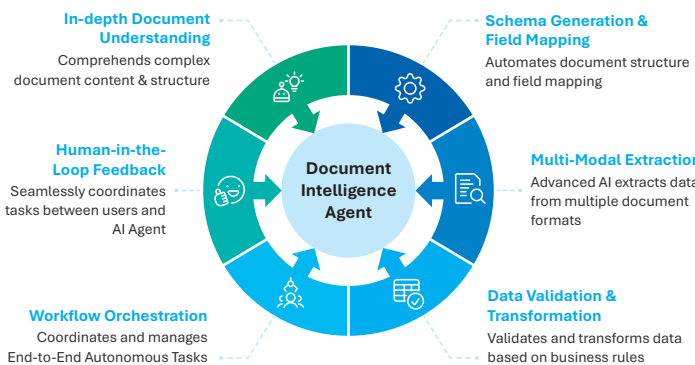 In-depth Document
Understanding
Comprehends complex
document content & structure
Schema Generation &
Field Mapping
Automates document structure
and field mapping
Human-in-the-
Loop Feedback
Seamlessly coordinates
tasks between users and
AI Agent
Document
Intelligence
Agent
Multi-Modal Extraction
Advanced AI extracts data
from multiple document
formats
Workflow Orchestration
Coordinates and manages
End-to-End Autonomous Tasks
Data Validation &
Transformation
Validates and transforms data
based on business rules